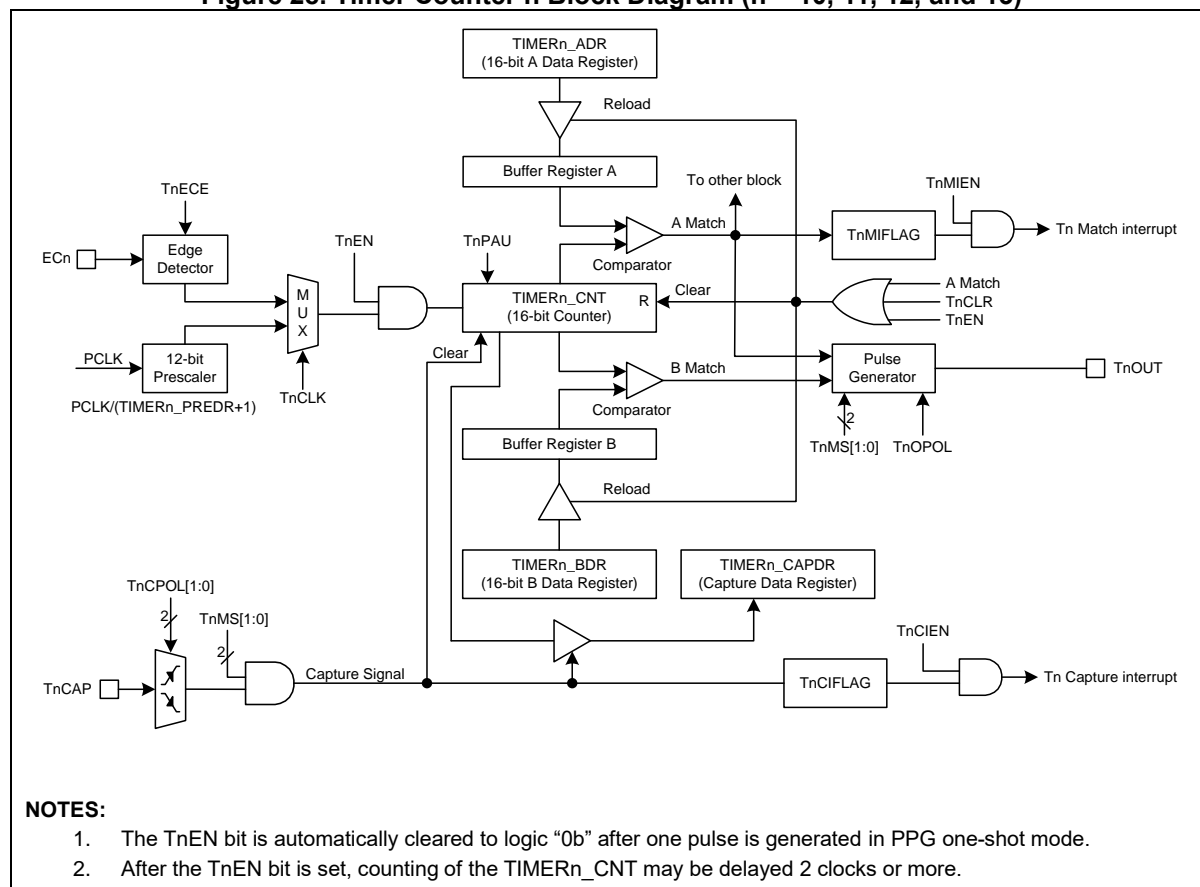 TIMERn_ADR
(16-bit A Data Register)
Reload
Buffer Register A
To other block
TnMIEN
TnECE
A Match
TnMIFLAG
Tn Match interrupt
ECn
Edge
Detector
TnEN
TnPAU
Comparator
M
U
X
TIMERn_CNT
(16-bit Counter)
R
Clear
A Match
TnCLR
TnEN
PCLK
12-bit
Prescaler
Clear
B Match
Pulse
Generator
TnOUT
TnCLK
PCLK/(TIMERn_PREDR+1)
Comparator
2
TnMS[1:0]
TnOPOL
Buffer Register B
Reload
TIMERn_BDR
(16-bit B Data Register)
TIMERn_CAPDR
(Capture Data Register)
TnCPOL[1:0]
2
TnMS[1:0]
2
TnCIEN
TnCAP
Capture Signal
TnCIFLAG
Tn Capture interrupt
NOTES:
1. The TnEN bit is automatically cleared to logic “0b” after one pulse is generated in PPG one-shot mode.
2. After the TnEN bit is set, counting of the TIMERn_CNT may be delayed 2 clocks or more.